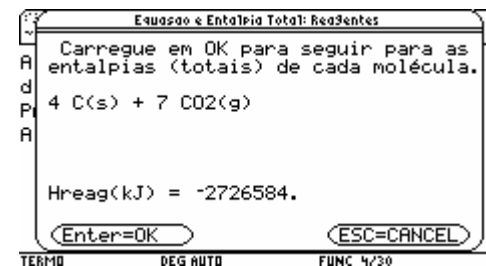 Equasao e Entalpia Total: Reagentes
Carregue em OK para seguir para as
entalpias (totais) de cada molécula.
4 C(s) + 7 CO2(g)
Hreag(kJ) = -2726584.
Enter=OK
ESC=CANCEL
TERMO DEG AUTO FUNC 4/30